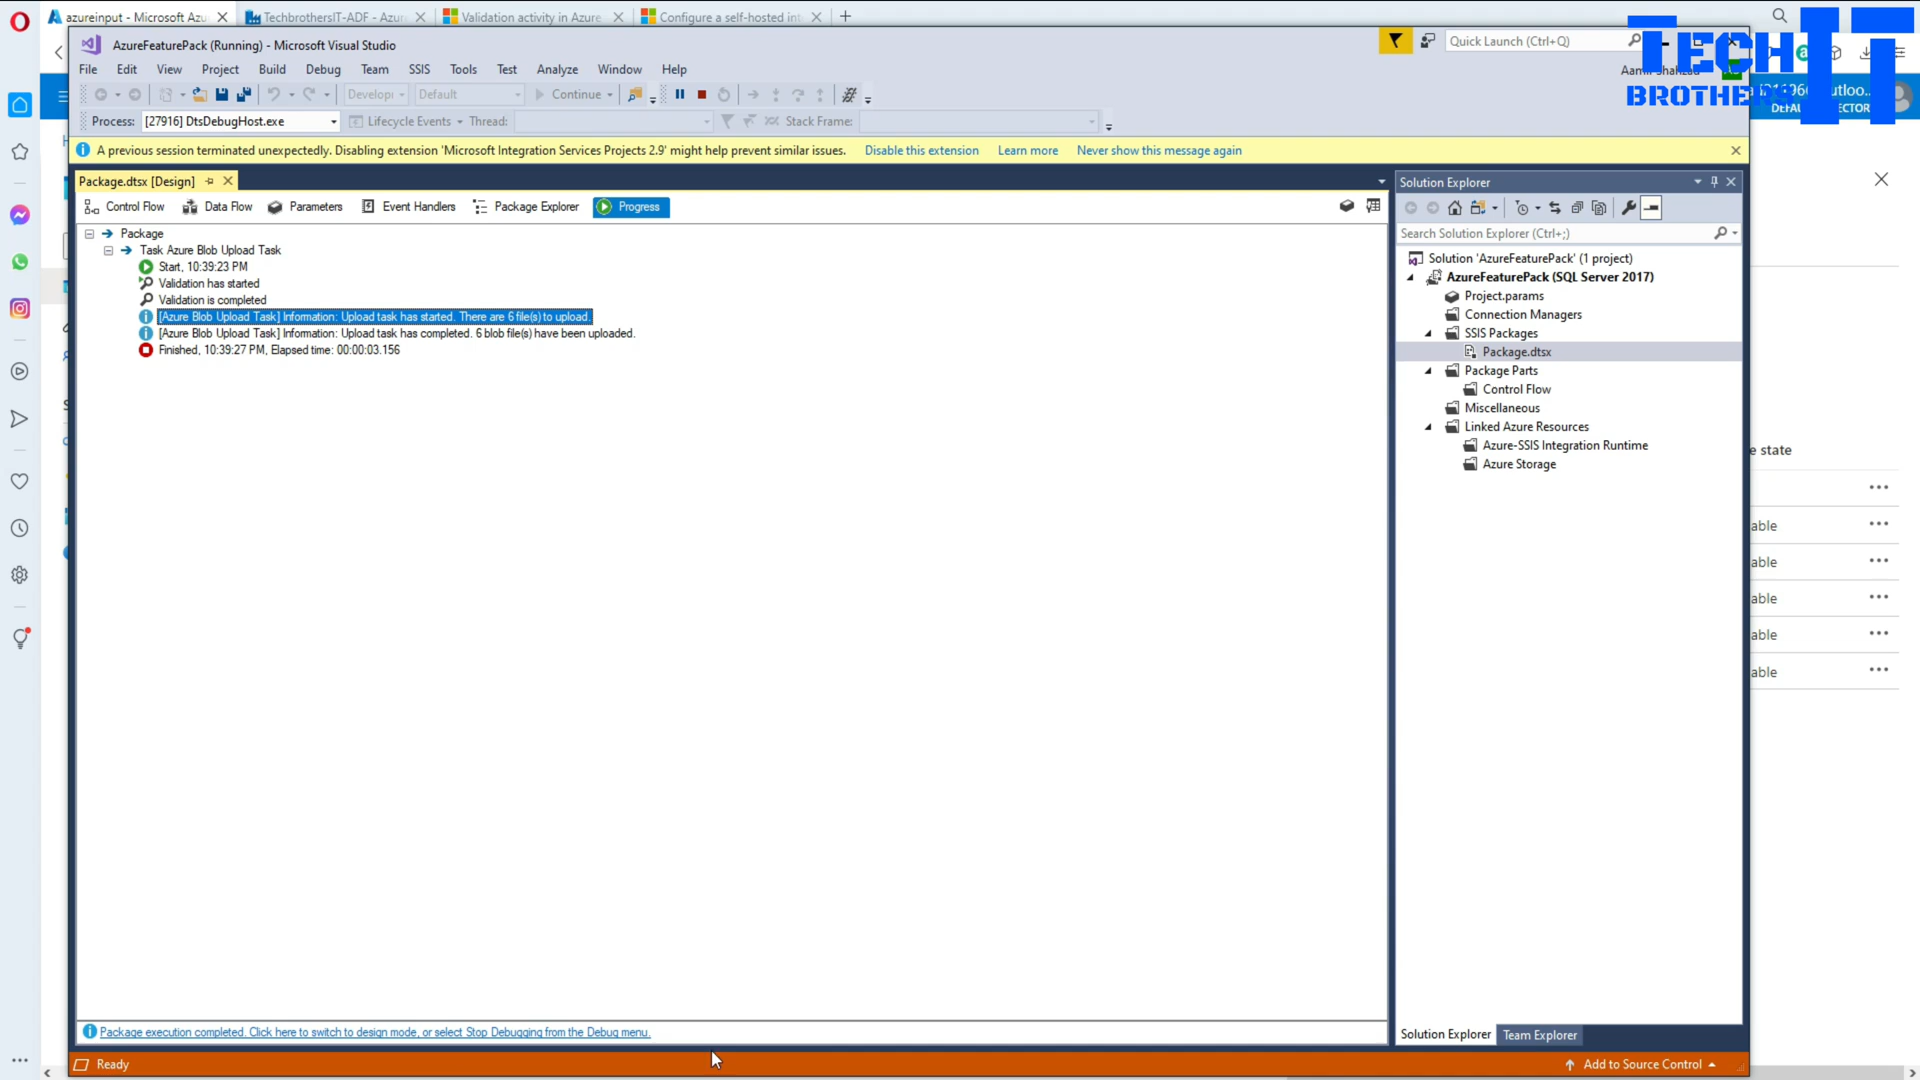 azureinput - Microsoft Azu
TechbrothersIT-ADF - Azur
Validation activity in Azure
Configure a self-hosted int
AzureFeaturePack (Running) - Microsoft Visual Studio
Quick Launch (Ctrl+Q)
TECH IT
BROTHERS
File Edit View Project Build Debug Team SSIS Tools Test Analyze Window Help
Aamir Shahzad
Develop Default Continue
Process: [27916] DtsDebugHost.exe Lifecycle Events Thread: Stack Frame:
A previous session terminated unexpectedly. Disabling extension 'Microsoft Integration Services Projects 2.9' might help prevent similar issues. Disable this extension Learn more Never show this message again
Package.dtsx [Design]
Control Flow Data Flow Parameters Event Handlers Package Explorer Progress
Package
Task Azure Blob Upload Task
Start, 10:39:23 PM
Validation has started
Validation is completed
[Azure Blob Upload Task] Information: Upload task has started. There are 6 file(s) to upload.
[Azure Blob Upload Task] Information: Upload task has completed. 6 blob file(s) have been uploaded.
Finished, 10:39:27 PM, Elapsed time: 00:00:03.156
Solution Explorer
Search Solution Explorer (Ctrl+;)
Solution 'AzureFeaturePack' (1 project)
AzureFeaturePack (SQL Server 2017)
Project.params
Connection Managers
SSIS Packages
Package.dtsx
Package Parts
Control Flow
Miscellaneous
Linked Azure Resources
Azure-SSIS Integration Runtime
Azure Storage
e state
able
able
able
able
able
Package execution completed. Click here to switch to design mode, or select Stop Debugging from the Debug menu.
Solution Explorer Team Explorer
Ready
Add to Source Control